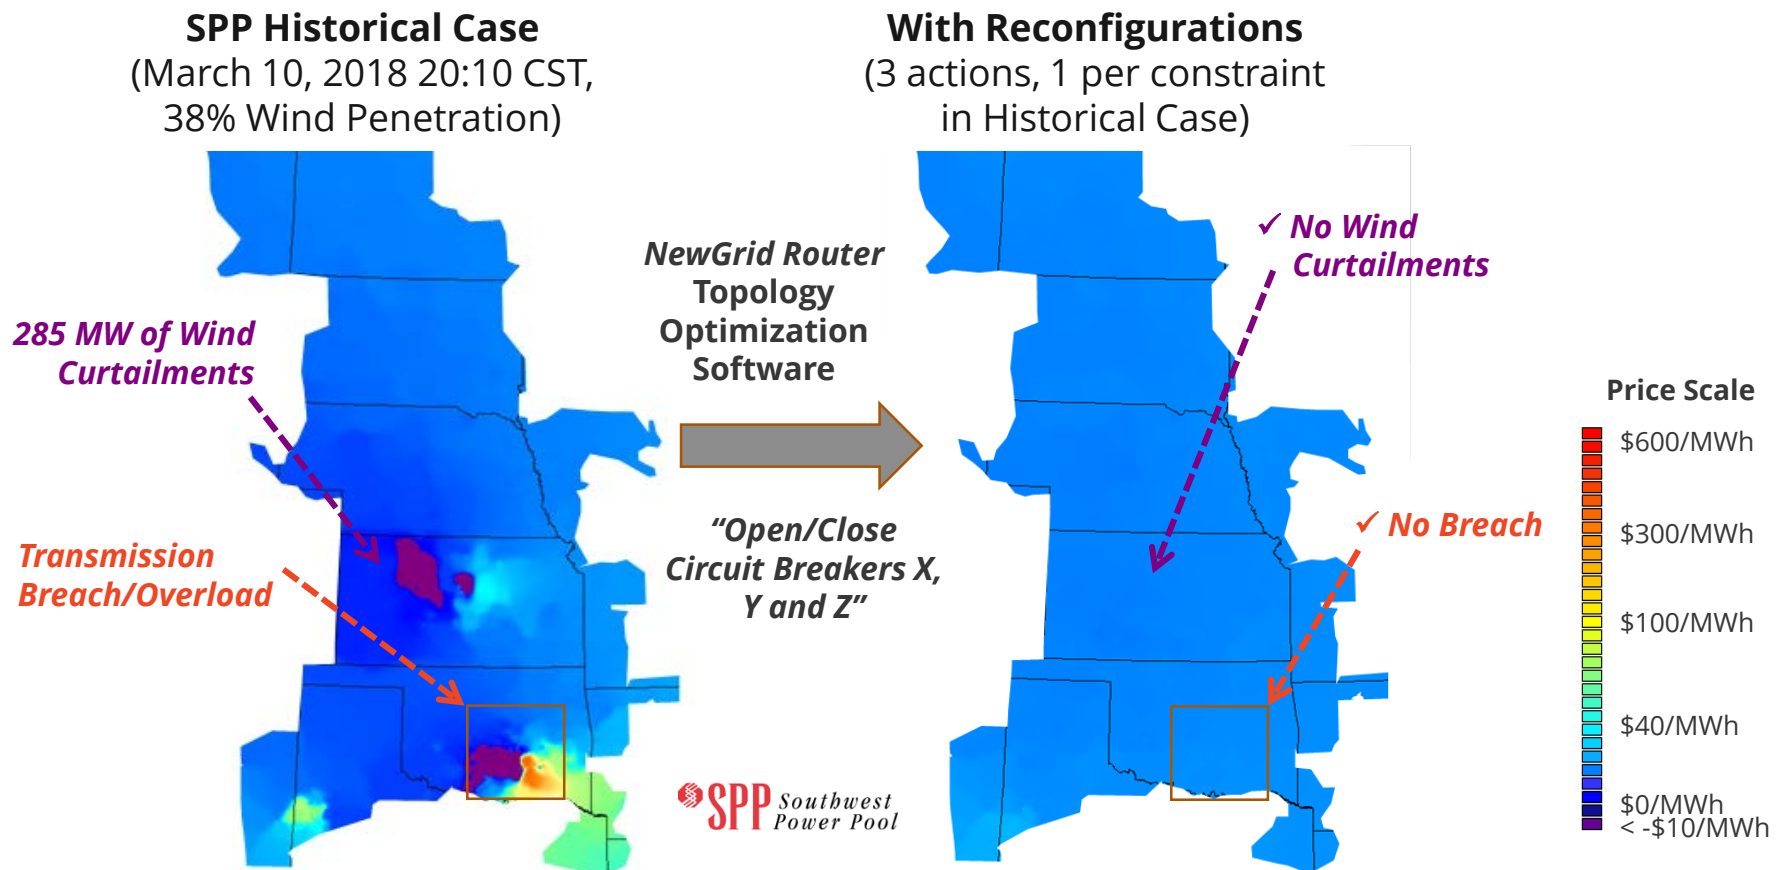 SPP Historical Case
(March 10, 2018 20:10 CST,
38% Wind Penetration)
With Reconfigurations
(3 actions, 1 per constraint
in Historical Case)
285 MW of Wind
Curtailments
Transmission
Breach/Overload
NewGrid Router
Topology
Optimization
Software
“Open/Close
Circuit Breakers X,
Y and Z”
SPP Southwest
Power Pool
✓ No Wind
Curtailments
✓ No Breach
Price Scale
$600/MWh
$300/MWh
$100/MWh
$40/MWh
$0/MWh
< -$10/MWh